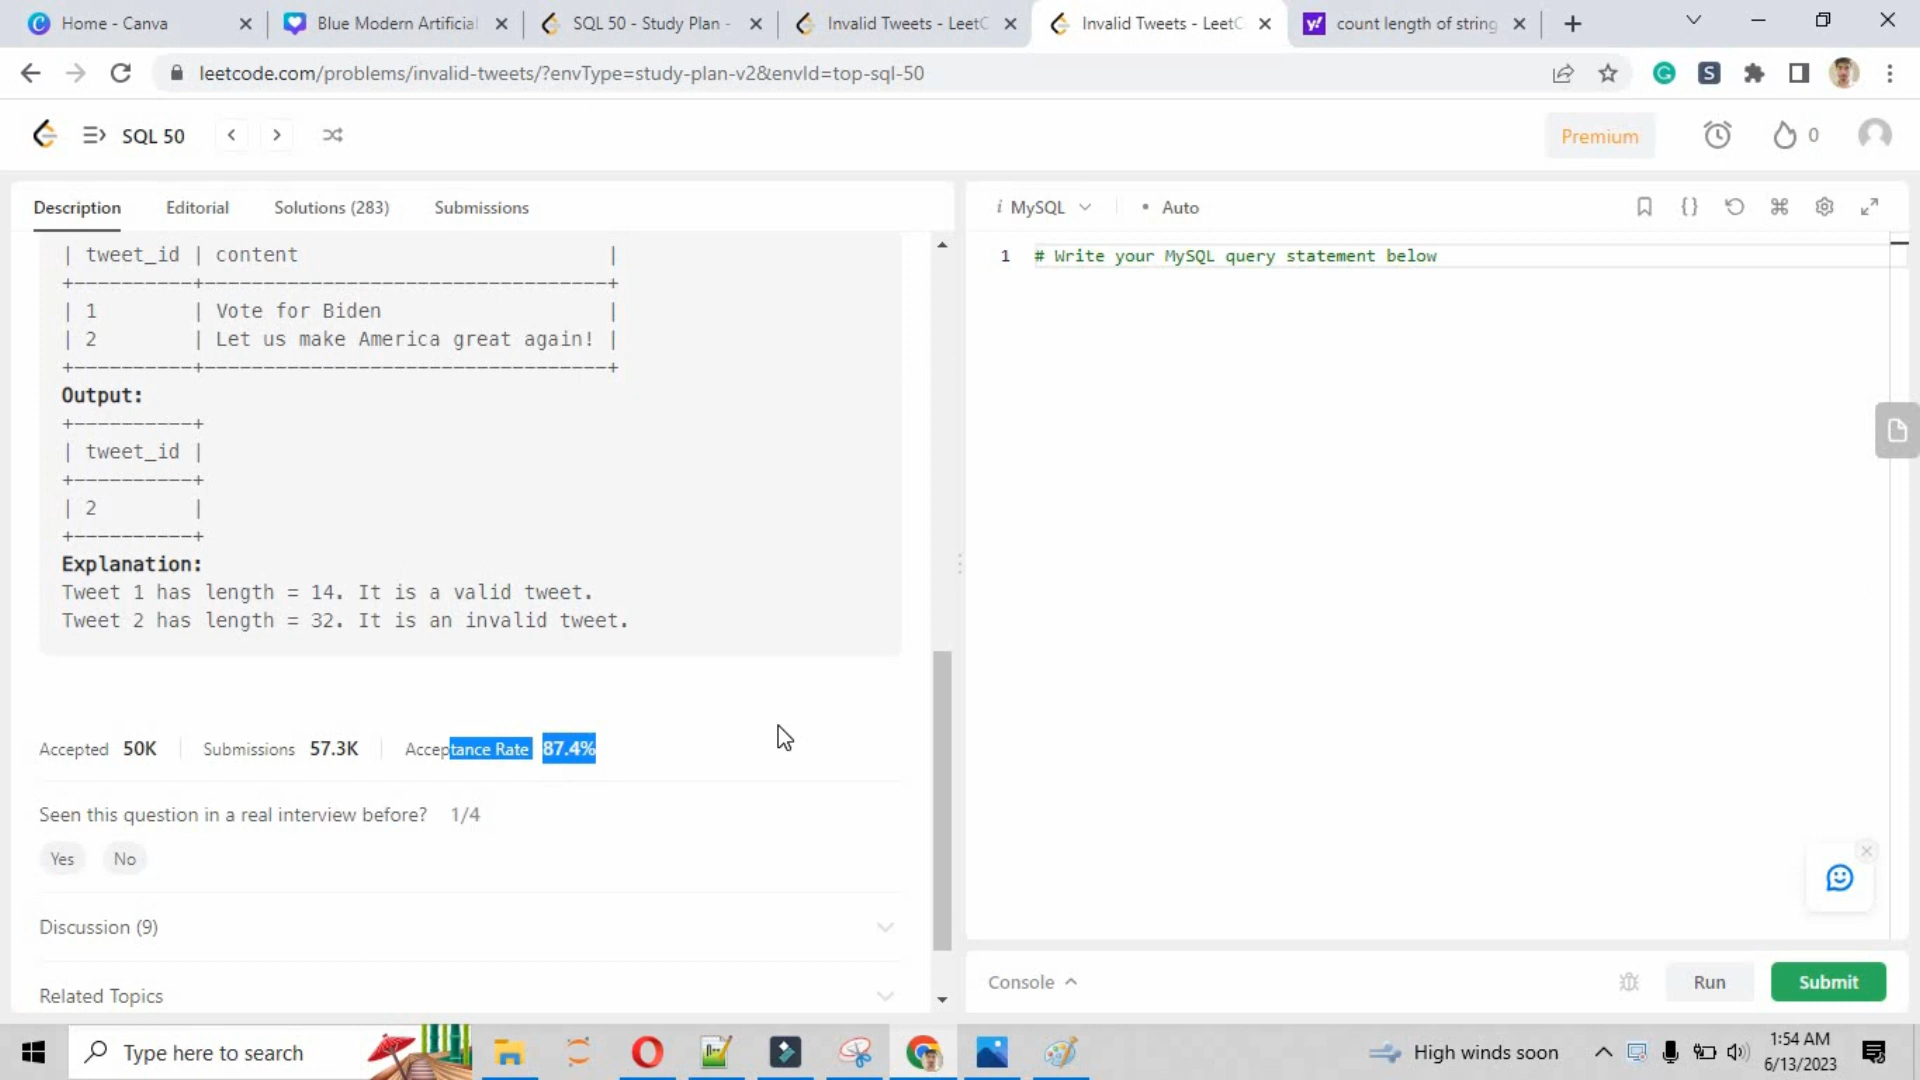 Home - Canva
Blue Modern Artificial
SQL 50 - Study Plan -
Invalid Tweets - LeetC
Invalid Tweets - LeetC
count length of string
leetcode.com/problems/invalid-tweets/?envType=study-plan-v2&envId=top-sql-50
SQL 50
Premium
0
Description
Editorial
Solutions (283)
Submissions
i MySQL
• Auto
| tweet_id | content                          |
+----------+----------------------------------+
| 1        | Vote for Biden                   |
| 2        | Let us make America great again! |
+----------+----------------------------------+
Output:
+----------+
| tweet_id |
+----------+
| 2        |
+----------+
Explanation:
Tweet 1 has length = 14. It is a valid tweet.
Tweet 2 has length = 32. It is an invalid tweet.
Accepted 50K
Submissions 57.3K
Acceptance Rate 87.4%
Seen this question in a real interview before? 1/4
Yes
No
Discussion (9)
Related Topics
1 # Write your MySQL query statement below
Console
Run
Submit
Type here to search
High winds soon
1:54 AM
6/13/2023